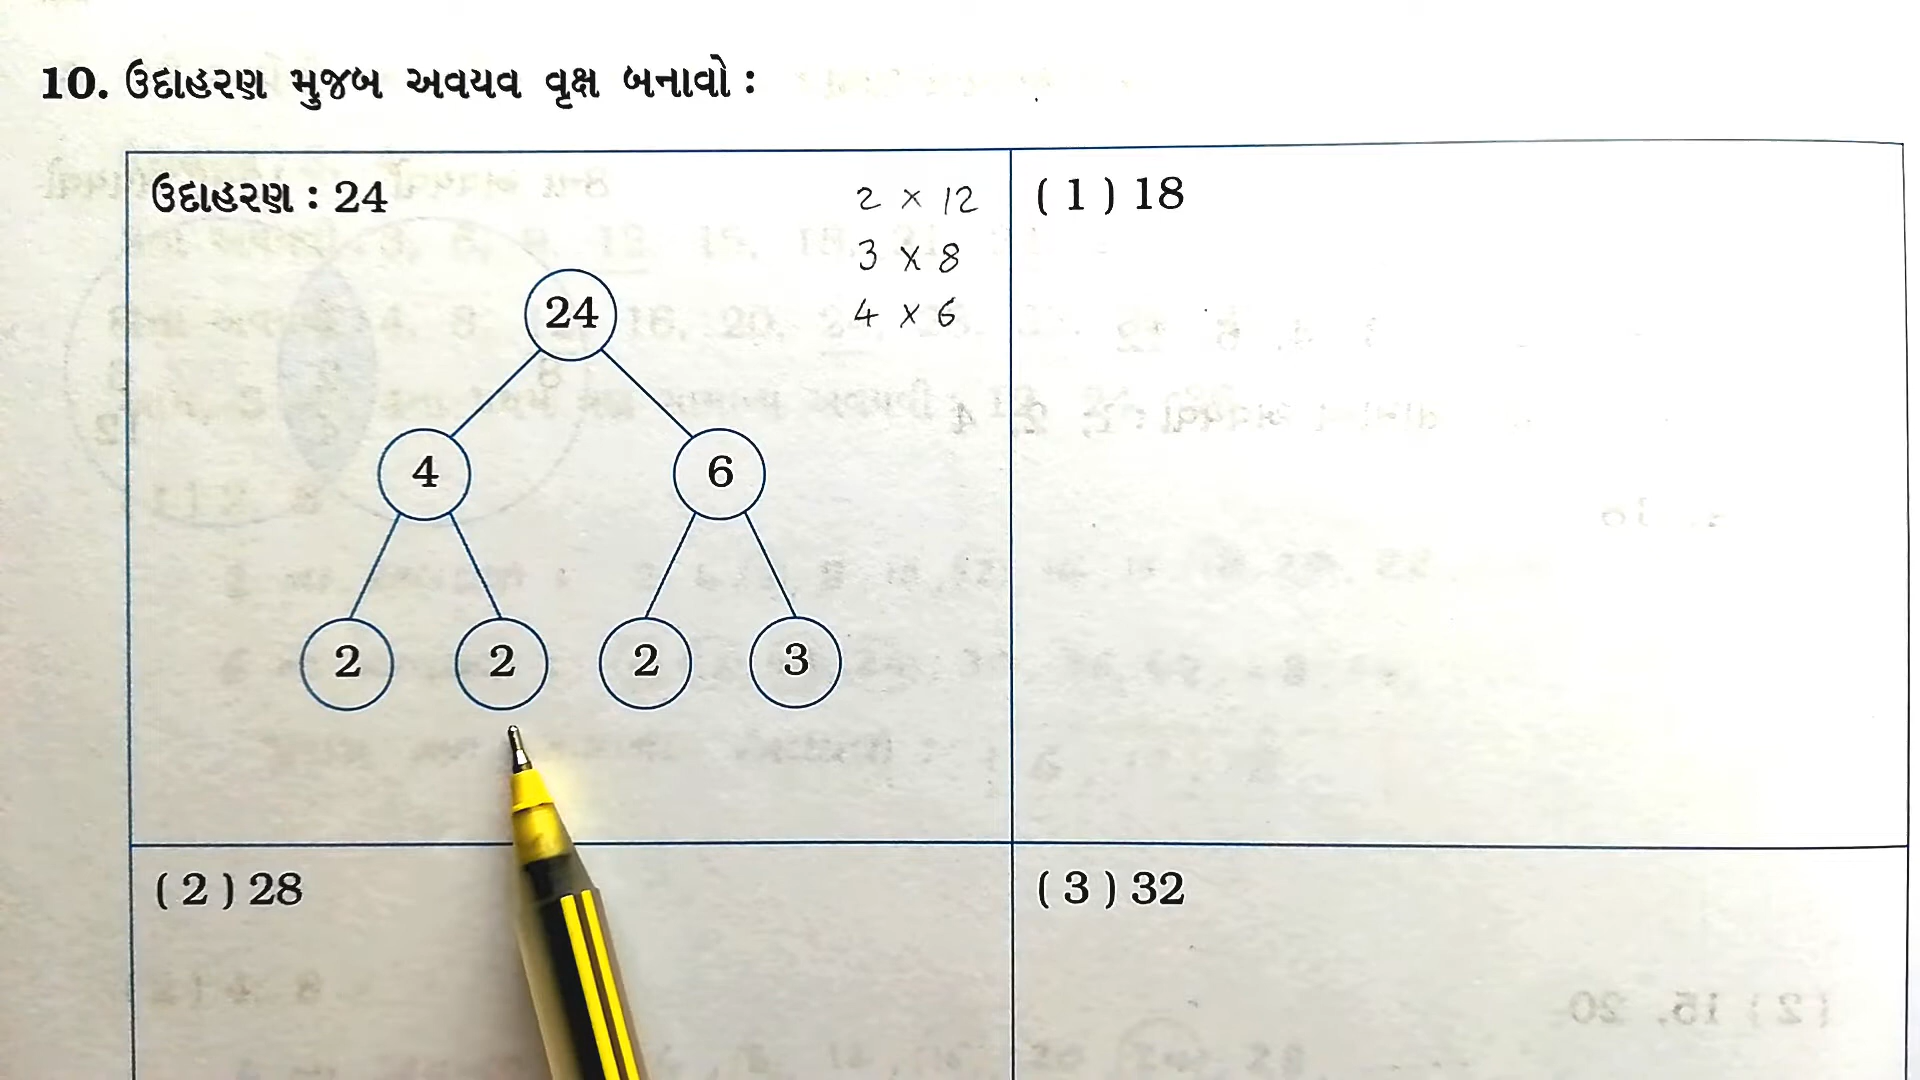 10. ઉદાહરણ મુજબ અવયવ વૃક્ષ બનાવો :
ઉદાહરણ : 24
2 × 12
3 × 8
4 × 6
24
4 6
2 2 2 3
( 1 ) 18
( 2 ) 28
( 3 ) 32